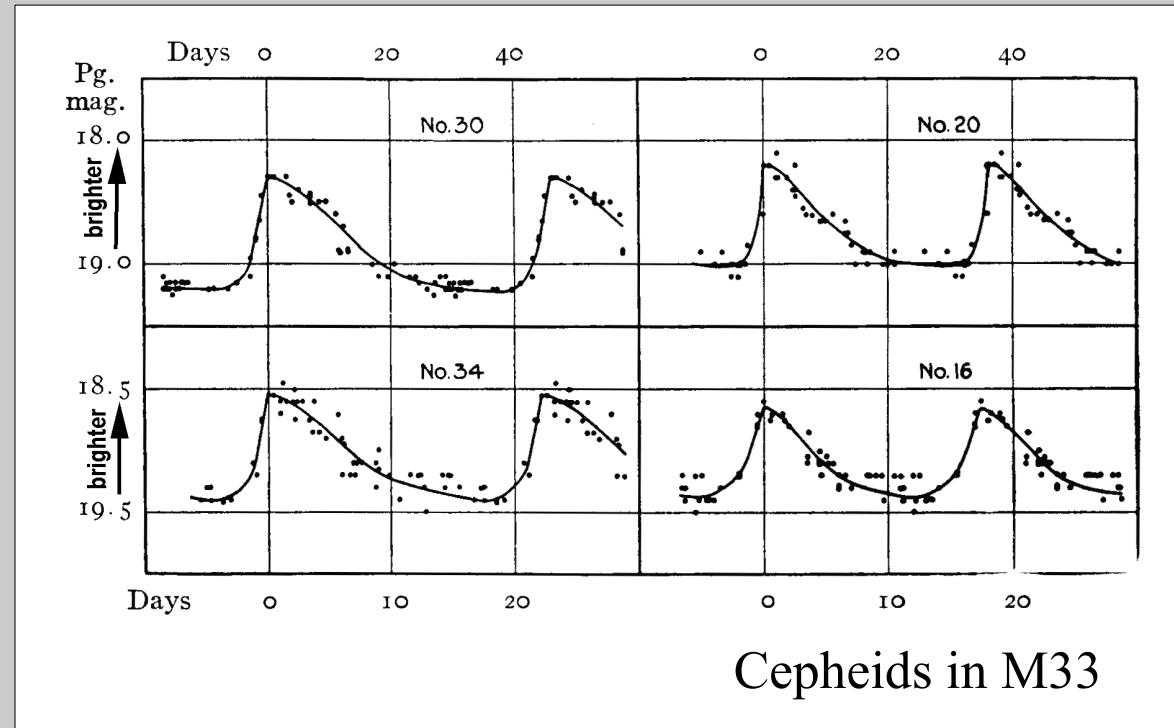 Days 0 20 40 0 20 40
Pg.
mag.
No.30 No.20
18.0
brighter
19.0
No.34 No.16
18.5
brighter
19.5
Days 0 10 20 0 10 20
Cepheids in M33